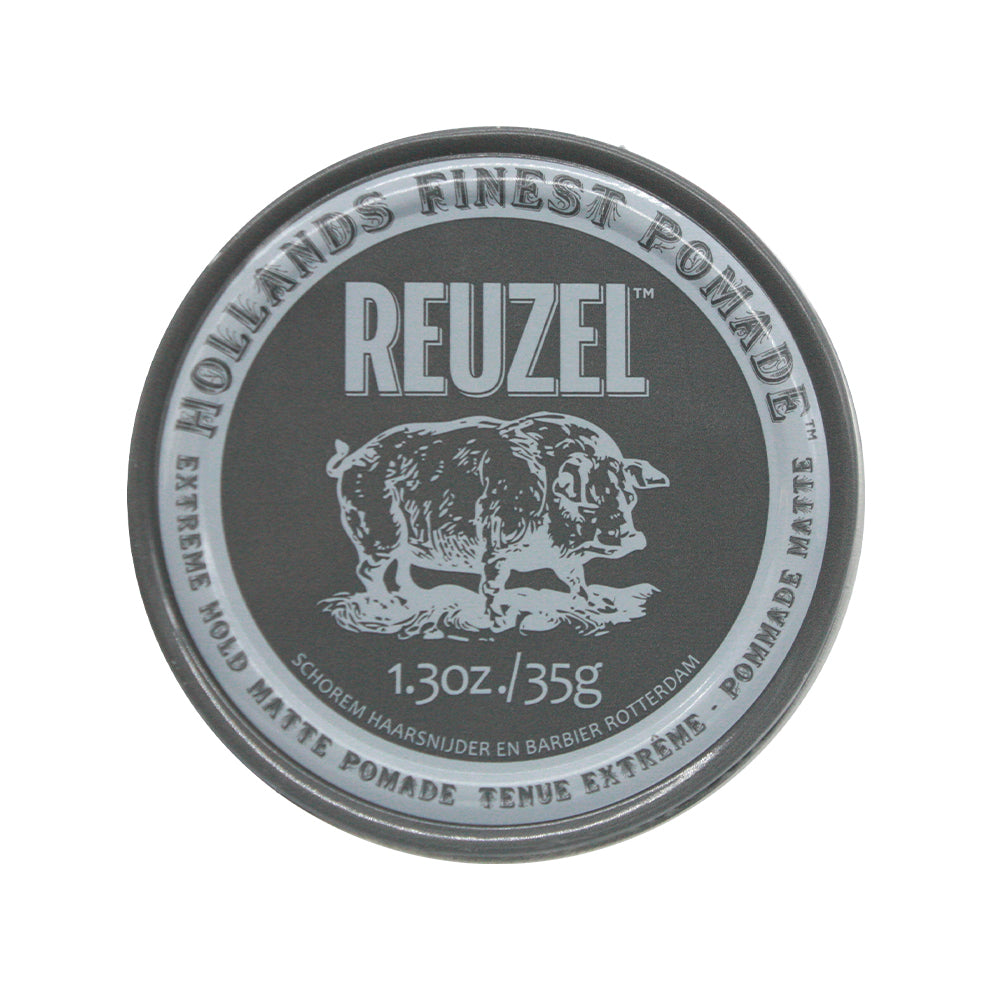 HOLLANDS FINEST POMADE™
REUZEL™
1.3oz./35g
SCHOREM HAARSNIJDER EN BARBIER ROTTERDAM
EXTREME HOLD MATTE POMADE TENUE EXTRÊME - POMMADE MATTE